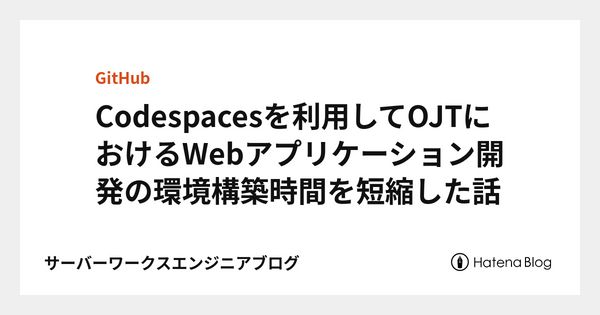 GitHub
Codespacesを利用してOJTに
おけるWebアプリケーション開
発の環境構築時間を短縮した話
サーバーワークスエンジニアブログ
Hatena Blog